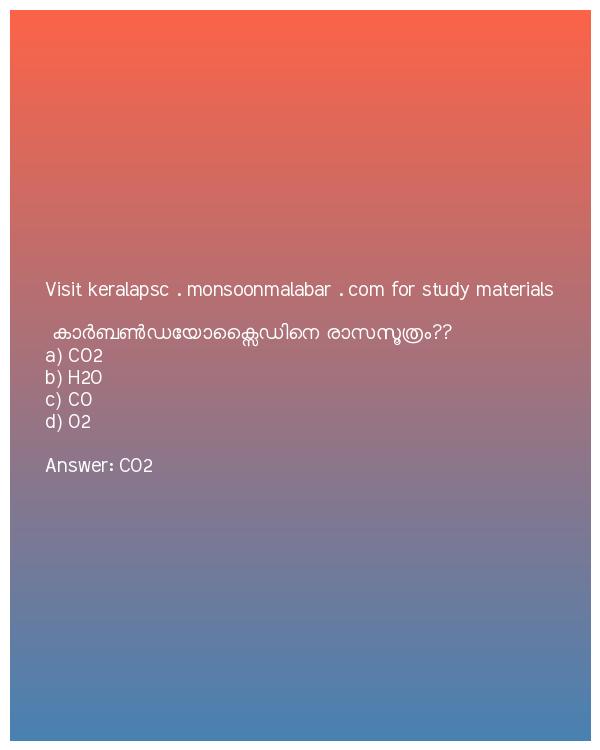 Visit keralapsc . monsoonmalabar . com for study materials
കാർബൺഡയോക്സൈഡിനെ രാസസൂത്രം??
a) CO2
b) H2O
c) CO
d) O2
Answer: CO2